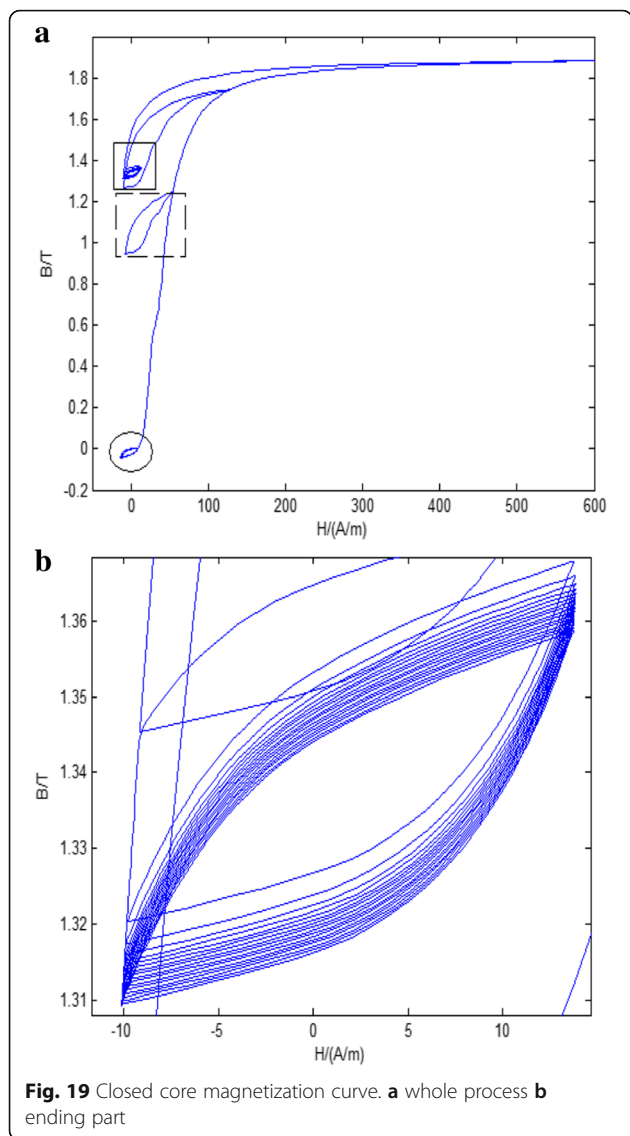 a
1.8
1.6
1.4
1.2
1
0.8
0.6
0.4
0.2
0
-0.2
B/T
0 100 200 300 400 500 600
H/(A/m)
b
1.36
1.35
1.34
1.33
1.32
1.31
B/T
-10 -5 0 5 10
H/(A/m)
Fig. 19 Closed core magnetization curve. a whole process b
ending part